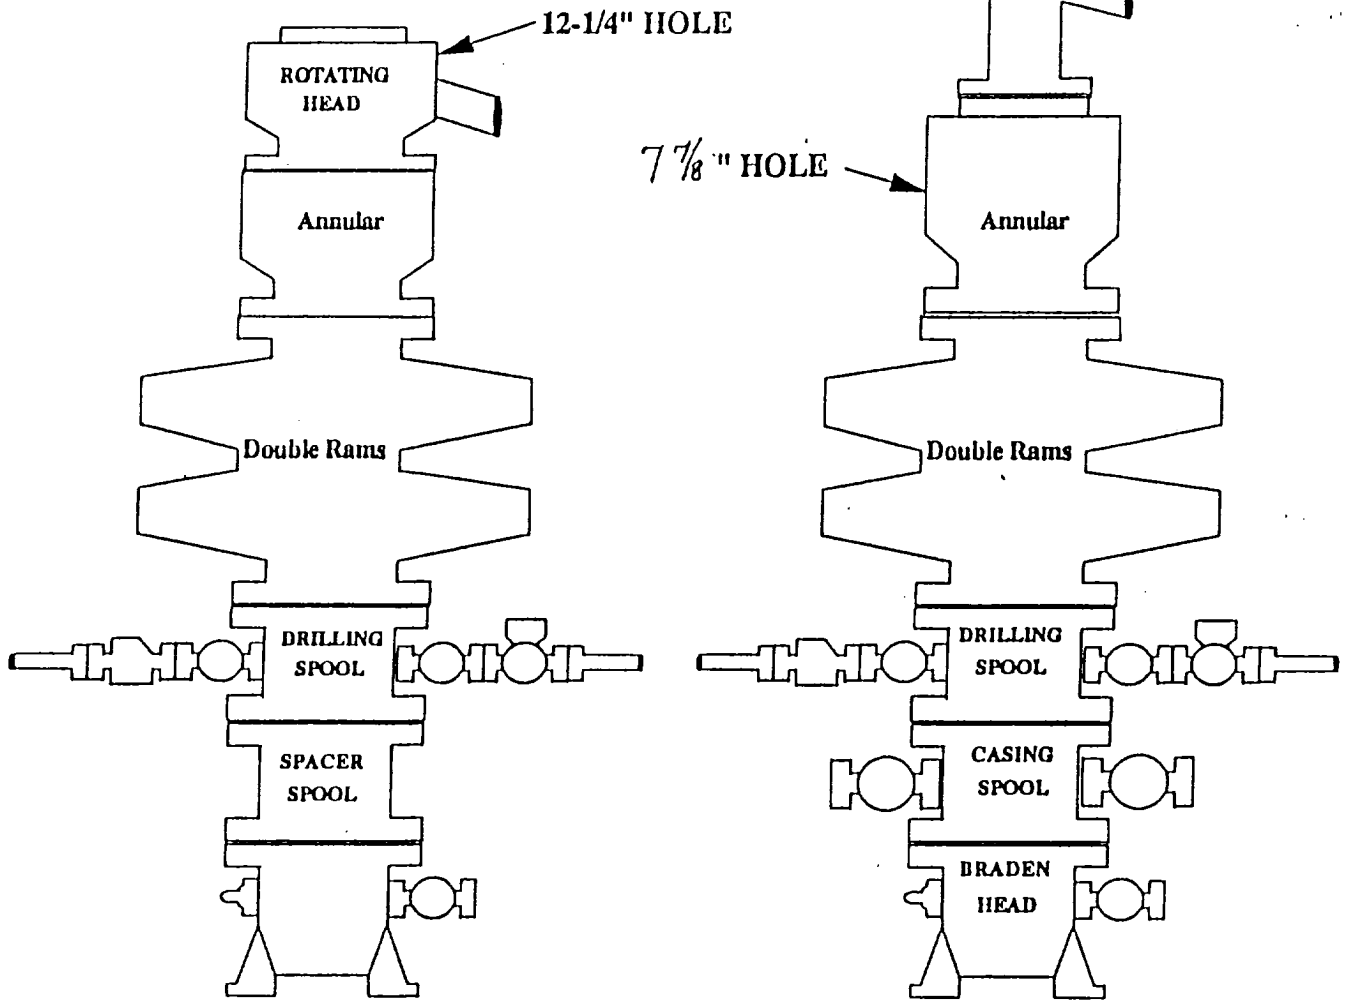 12-1/4" HOLE
ROTATING
HEAD
7 7/8 " HOLE
Annular
Annular
Double Rams
Double Rams
DRILLING
SPOOL
DRILLING
SPOOL
SPACER
SPOOL
CASING
SPOOL
BRADEN
HEAD